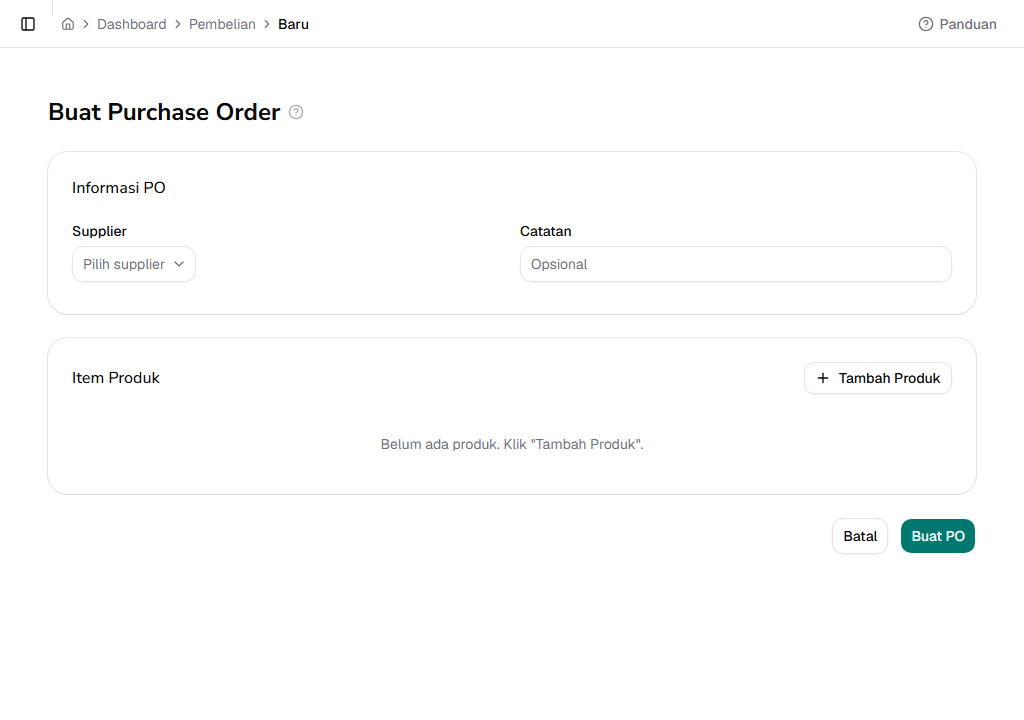 Dashboard Pembelian Baru Panduan
Buat Purchase Order
Informasi PO
Supplier Catatan
Pilih supplier Opsional
Item Produk Tambah Produk
Belum ada produk. Klik "Tambah Produk".
Batal Buat PO